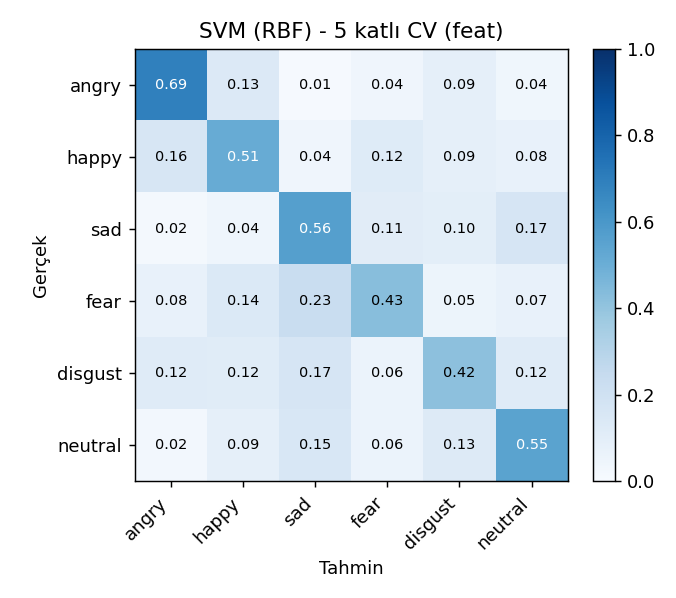 SVM (RBF) - 5 katlı CV (feat)
angry 0.69 0.13 0.01 0.04 0.09 0.04
happy 0.16 0.51 0.04 0.12 0.09 0.08
sad 0.02 0.04 0.56 0.11 0.10 0.17
fear 0.08 0.14 0.23 0.43 0.05 0.07
disgust 0.12 0.12 0.17 0.06 0.42 0.12
neutral 0.02 0.09 0.15 0.06 0.13 0.55
Gerçek
angry happy sad fear disgust neutral
Tahmin
1.0
0.8
0.6
0.4
0.2
0.0